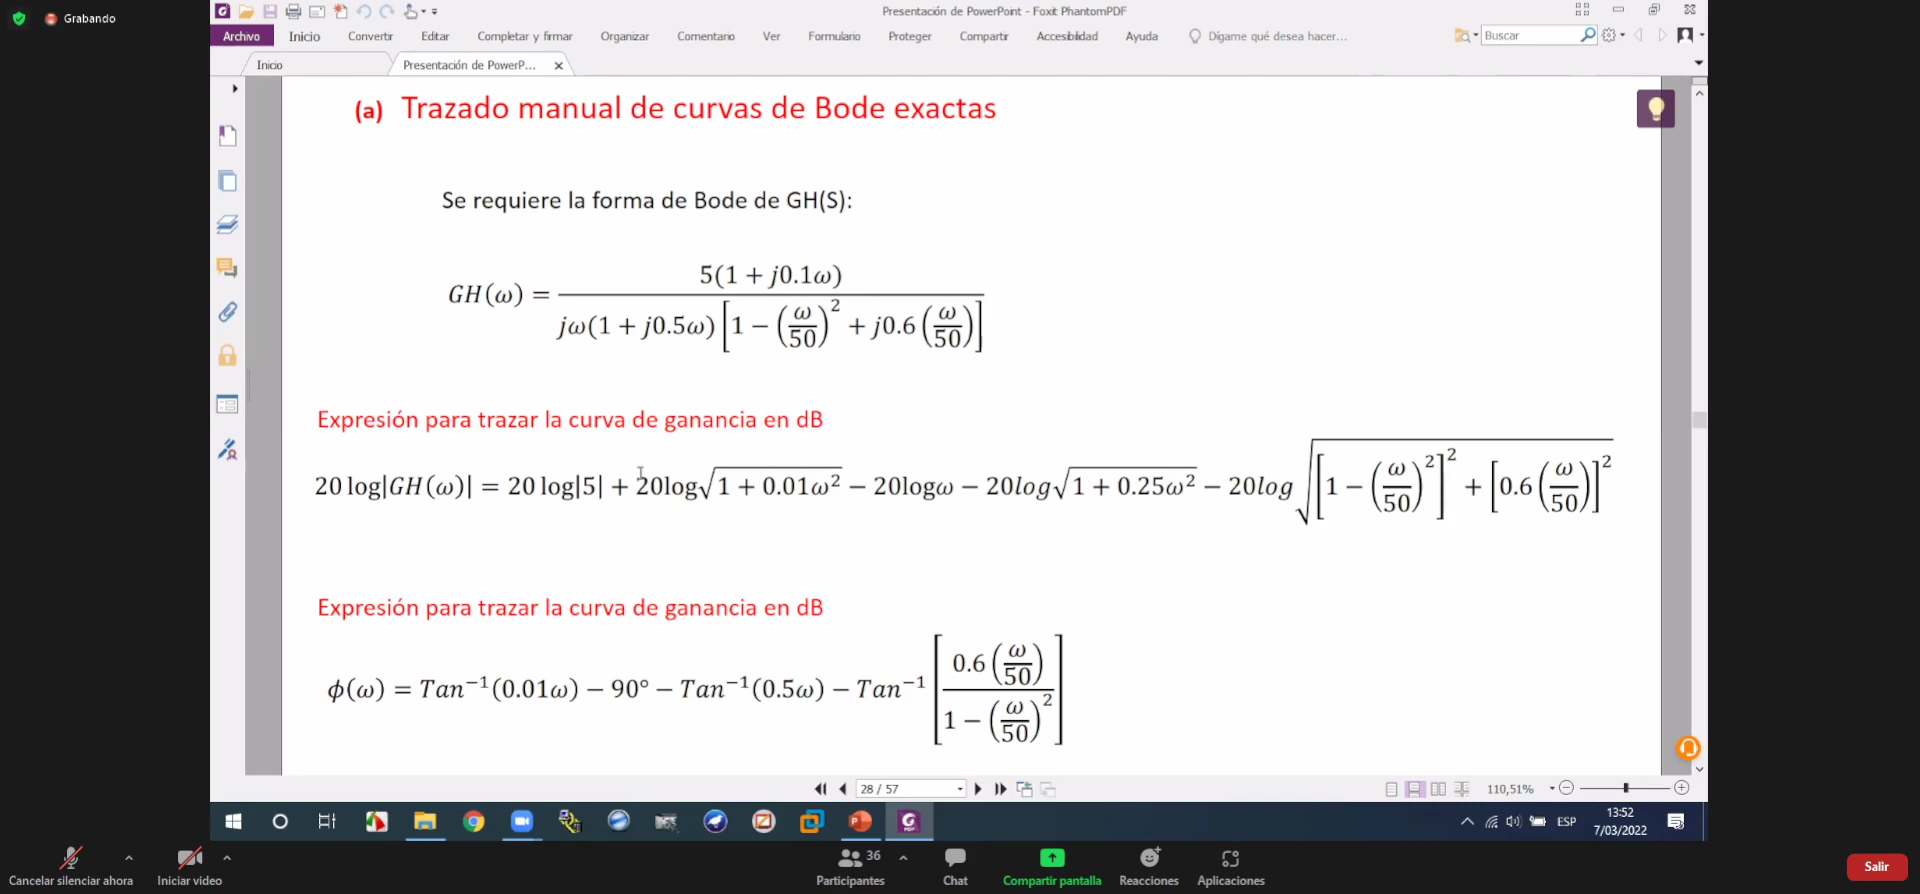 Grabando
Presentación de PowerPoint - Foxit PhantomPDF
Archivo Inicio Convertir Editar Completar y firmar Organizar Comentario Ver Formulario Proteger Compartir Accesibilidad Ayuda Dígame qué desea hacer... Buscar
Inicio Presentación de PowerP...
(a) Trazado manual de curvas de Bode exactas
Se requiere la forma de Bode de GH(S):
GH(ω) = 5(1 + j0.1ω) / jω(1 + j0.5ω) [1 − (ω/50)² + j0.6 (ω/50)]
Expresión para trazar la curva de ganancia en dB
20 log|GH(ω)| = 20 log|5| + 20log√(1 + 0.01ω²) − 20logω − 20log√(1 + 0.25ω²) − 20log √([1 − (ω/50)²]² + [0.6 (ω/50)]²)
Expresión para trazar la curva de ganancia en dB
ϕ(ω) = Tan⁻¹(0.01ω) − 90° − Tan⁻¹(0.5ω) − Tan⁻¹ [0.6 (ω/50) / 1 − (ω/50)²]
28 / 57
110,51%
ESP
13:52
7/03/2022
Cancelar silenciar ahora
Iniciar video
36
Participantes
Chat
Compartir pantalla
Reacciones
Aplicaciones
Salir